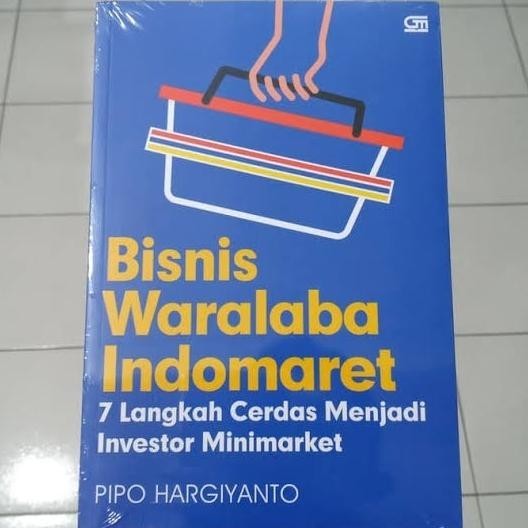 Bisnis
Waralaba
Indomaret
7 Langkah Cerdas Menjadi
Investor Minimarket
PIPO HARGIYANTO